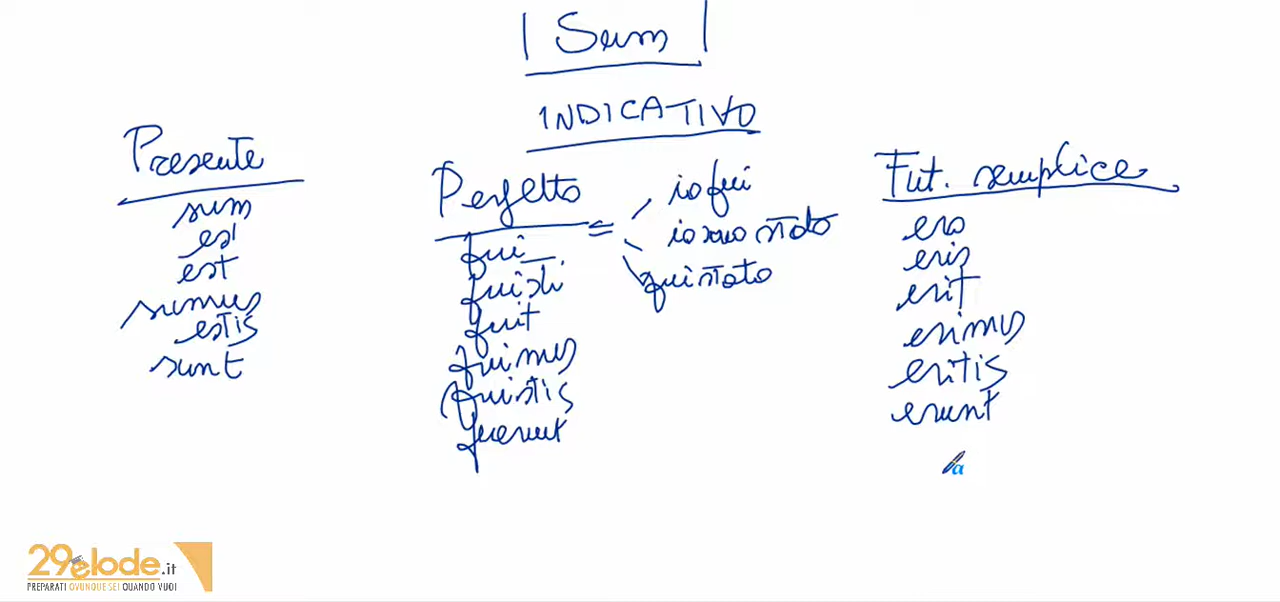 Sum
INDICATIVO
Presente
sum
es
est
sumus
estis
sunt
Perfetto =
fui
fuisti
fuit
fuimus
fuistis
fuerunt
io fui
io sono stato
fui stato
Fut. semplice
ero
eris
erit
erimus
eritis
erunt
29elode.it
PREPARATI OVUNQUE SEI QUANDO VUOI